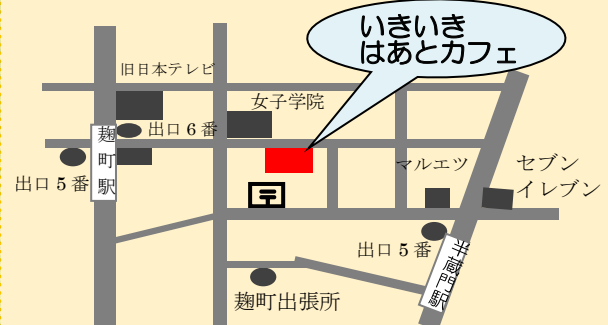 いきいき
はあとカフェ
旧日本テレビ
女子学院
出口6番
麹町駅
出口5番
マルエツ
セブン
イレブン
出口5番
半蔵門駅
麹町出張所